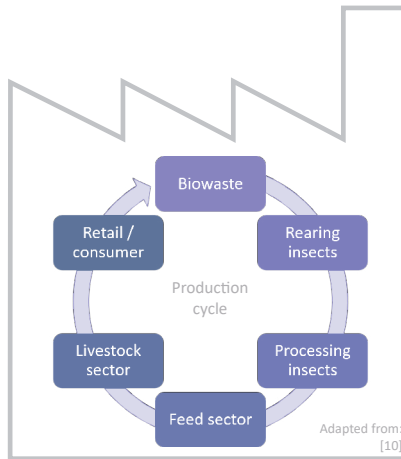 Biowaste
Rearing
insects
Processing
insects
Feed sector
Livestock
sector
Retail /
consumer
Production
cycle
Adapted from:
[10]